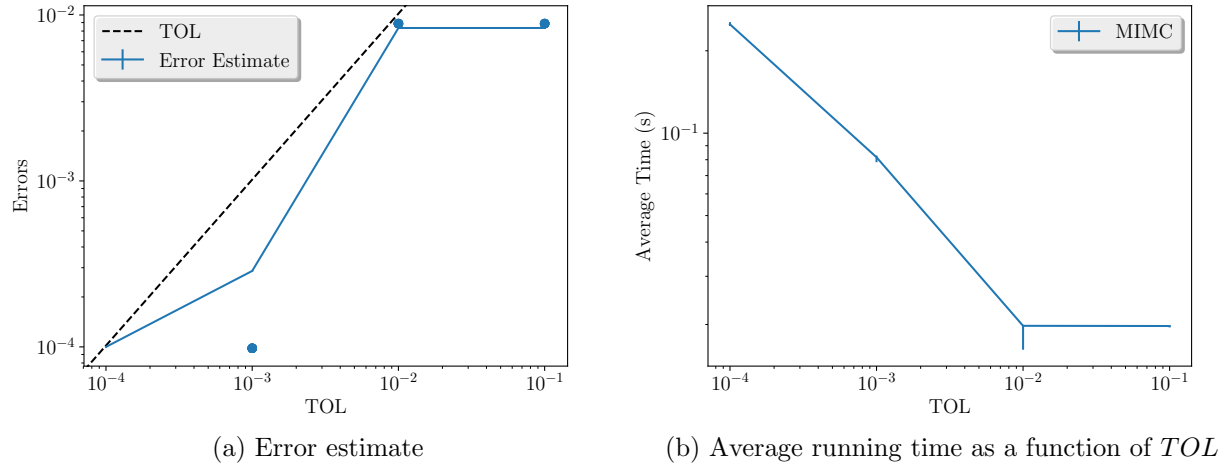 TOL
Error Estimate
10⁻²
10⁻³
10⁻⁴
Errors
10⁻⁴
10⁻³
10⁻²
10⁻¹
TOL
(a) Error estimate
MIMC
10⁻¹
Average Time (s)
10⁻⁴
10⁻³
10⁻²
10⁻¹
TOL
(b) Average running time as a function of TOL